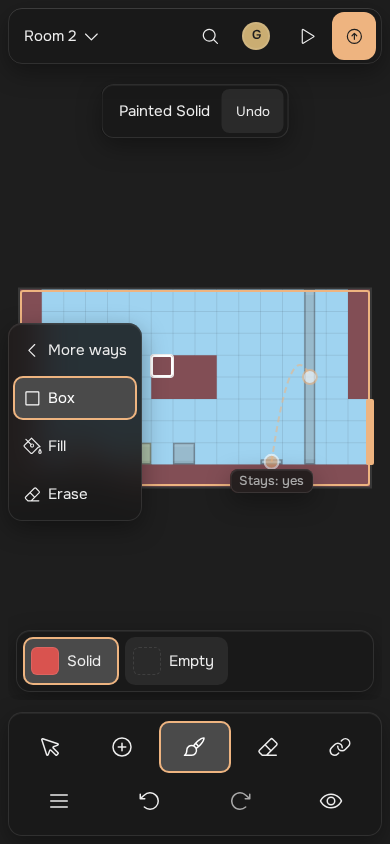 Room 2
G
Painted Solid
Undo
More ways
Box
Fill
Erase
Stays: yes
Solid
Empty